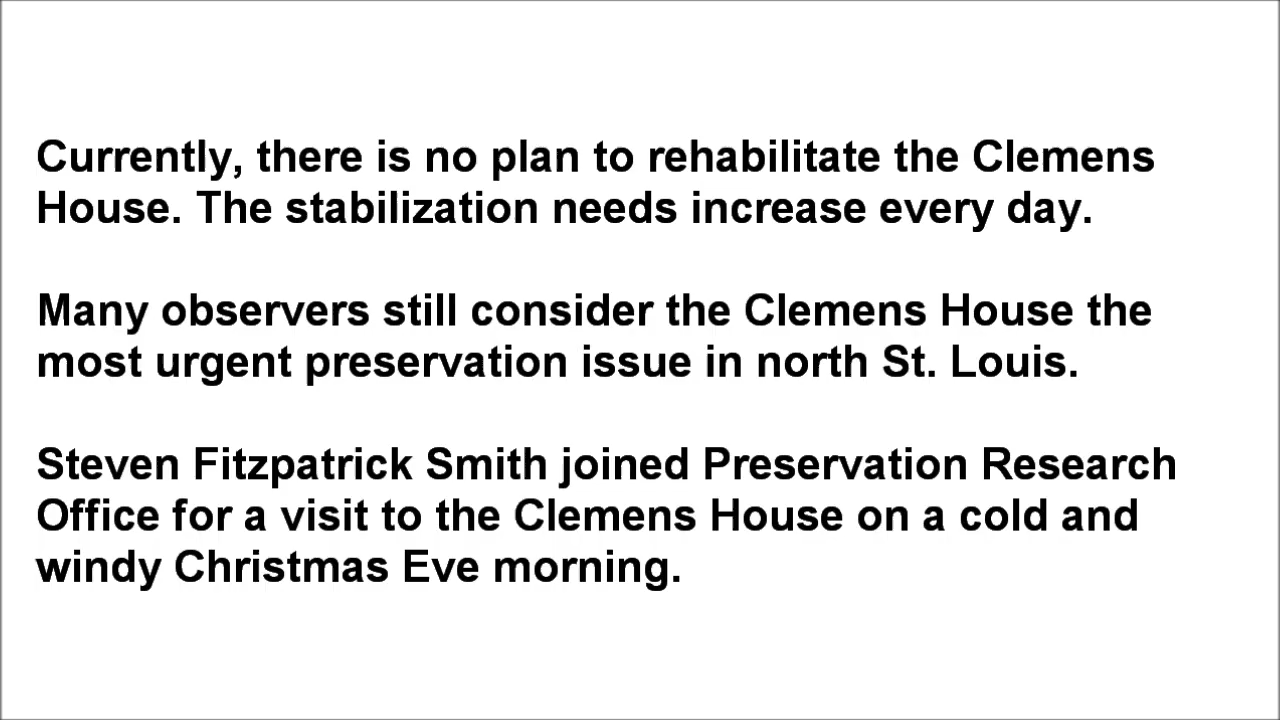 Currently, there is no plan to rehabilitate the Clemens
House. The stabilization needs increase every day.
Many observers still consider the Clemens House the
most urgent preservation issue in north St. Louis.
Steven Fitzpatrick Smith joined Preservation Research
Office for a visit to the Clemens House on a cold and
windy Christmas Eve morning.